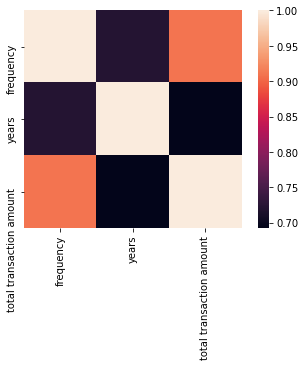 frequency
years
total transaction amount
frequency
years
total transaction amount
1.00
0.95
0.90
0.85
0.80
0.75
0.70